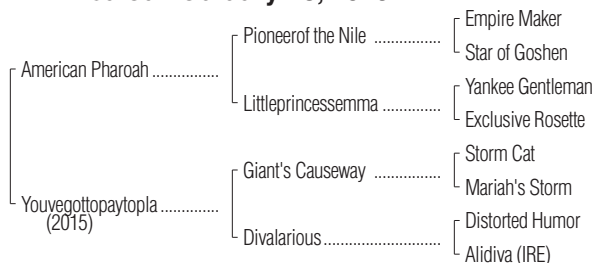 Empire Maker
Pioneerof the Nile ................
Star of Goshen
American Pharoah ..............
Yankee Gentleman
Littleprincessemma ..............
Exclusive Rosette
Storm Cat
Giant's Causeway ................
Mariah's Storm
Youvegottopaytopla ............
(2015)
Distorted Humor
Divalarious ........................
Alidiva (IRE)